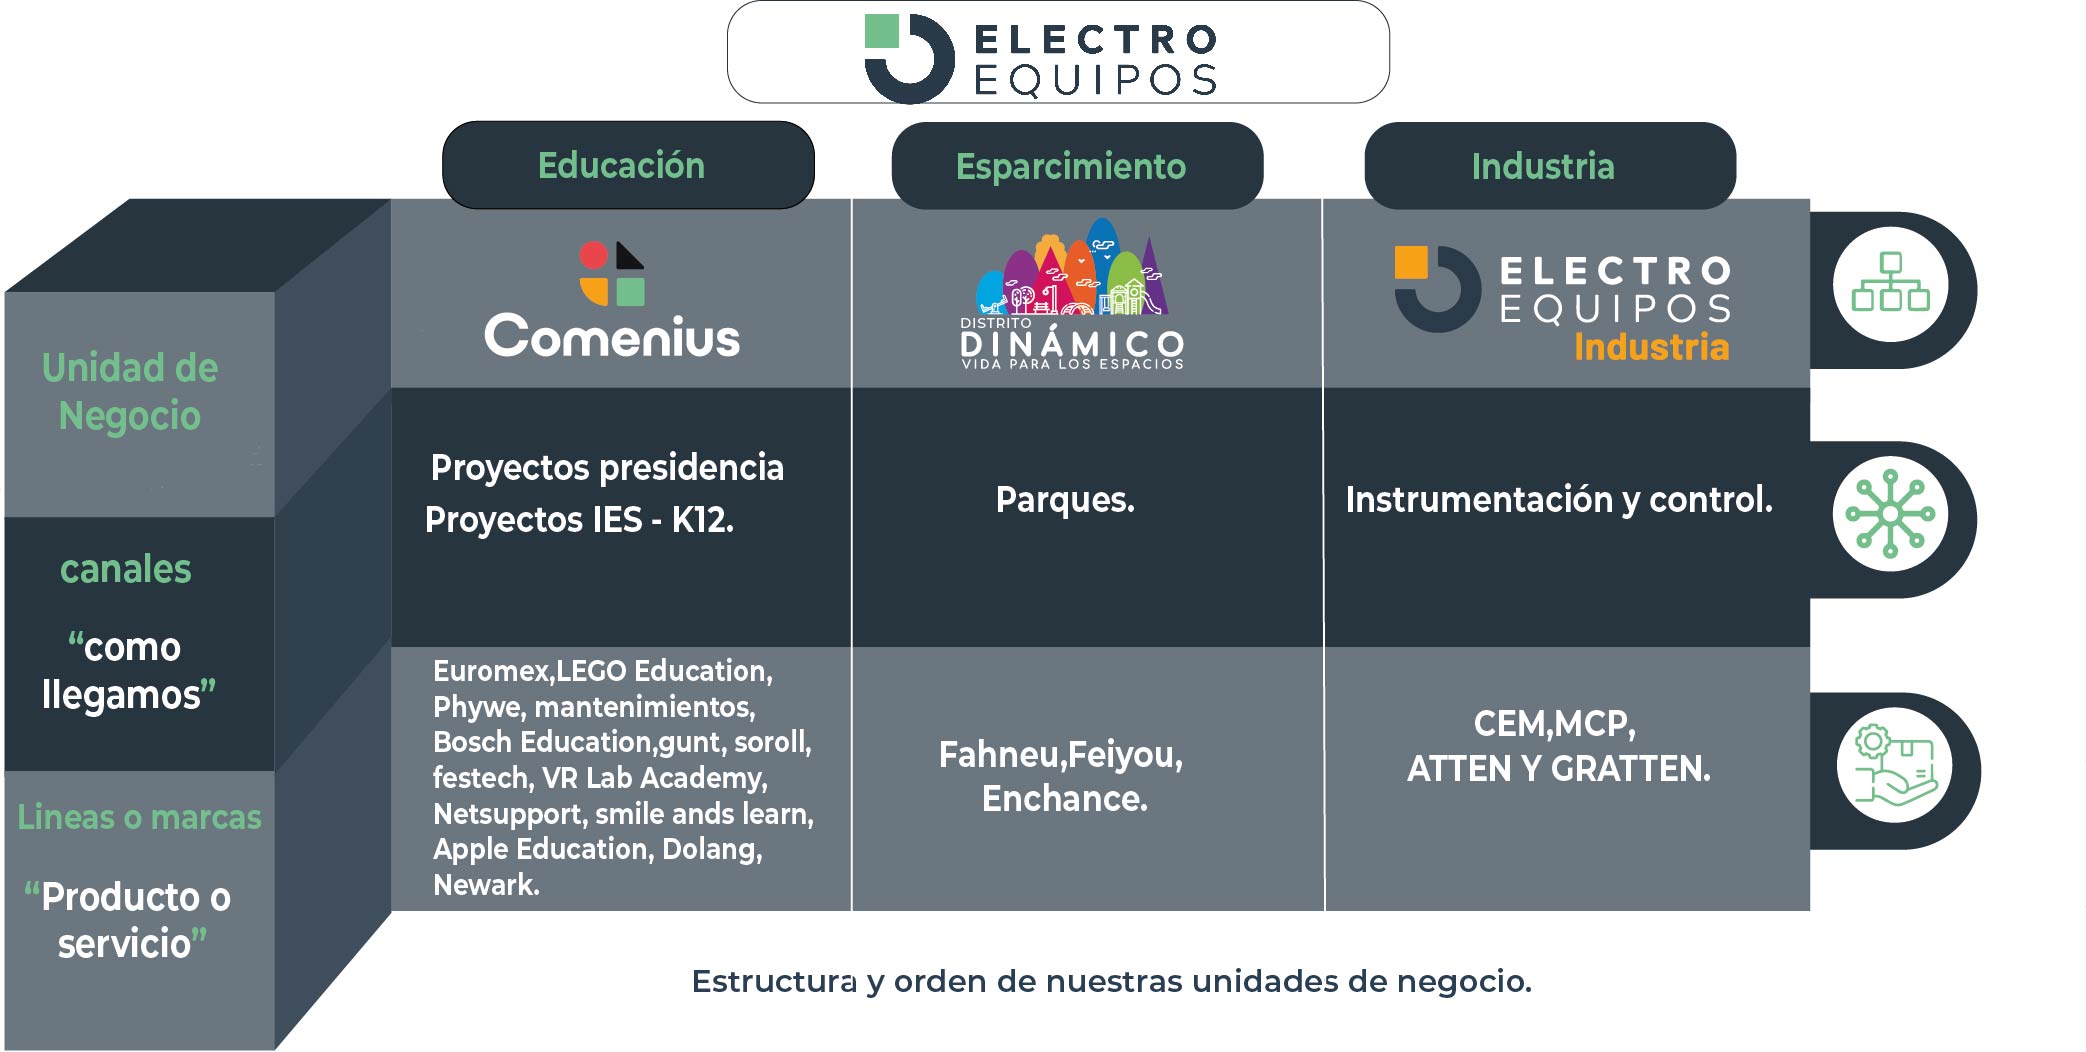 ELECTRO
EQUIPOS
Educación
Esparcimiento
Industria
Unidad de
Negocio
Comenius
DISTRITO
DINÁMICO
VIDA PARA LOS ESPACIOS
ELECTRO
EQUIPOS
Industria
canales
“como
llegamos”
Proyectos presidencia
Proyectos IES - K12.
Parques.
Instrumentación y control.
Lineas o marcas
“Producto o
servicio”
Euromex,LEGO Education,
Phywe, mantenimientos,
Bosch Education,gunt, soroll,
festech, VR Lab Academy,
Netsupport, smile ands learn,
Apple Education, Dolang,
Newark.
Fahneu,Feiyou,
Enchance.
CEM,MCP,
ATTEN Y GRATTEN.
Estructura y orden de nuestras unidades de negocio.